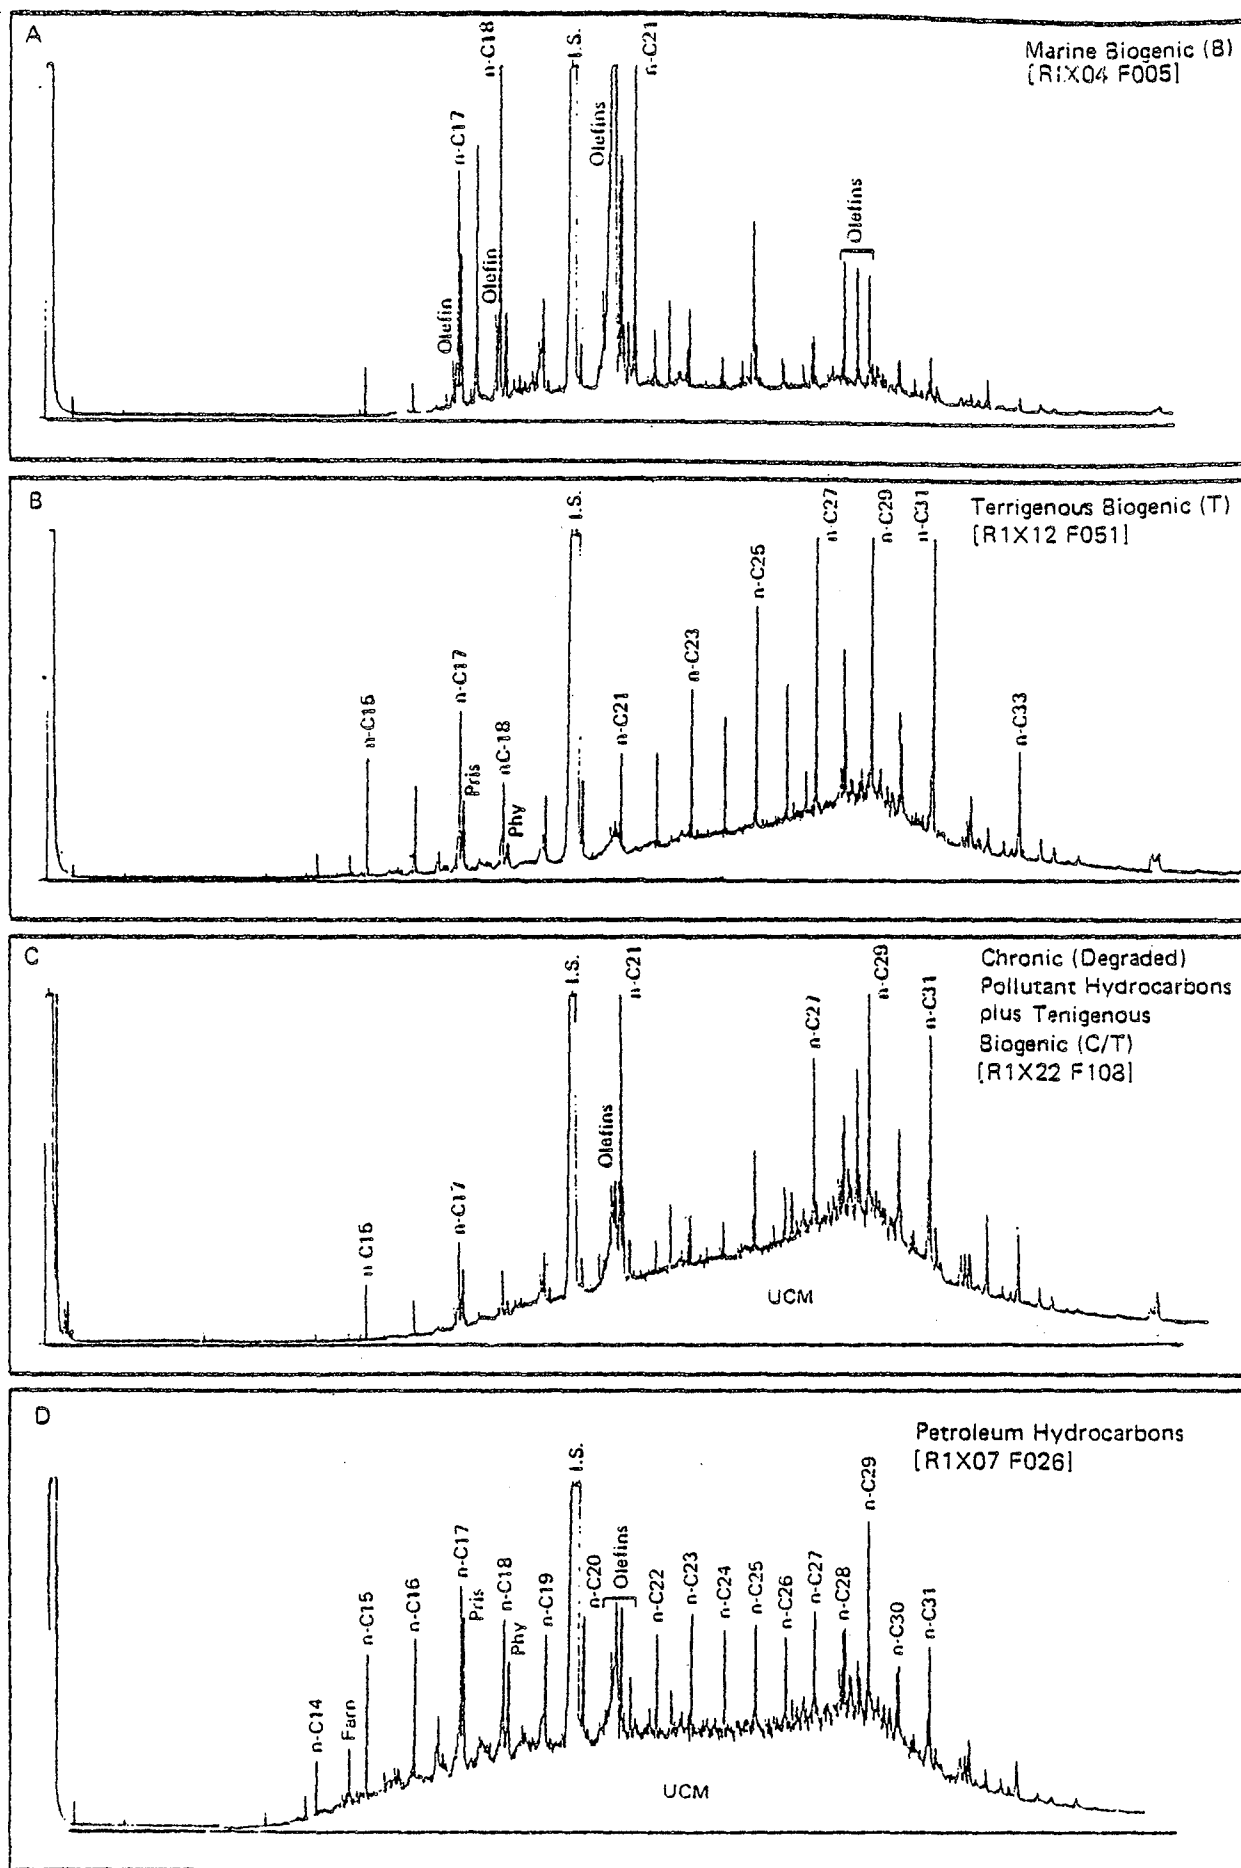 A
Marine Biogenic (B)
[R1X04 F005]
Olefin
n-C17
Olefin
n-C18
I.S.
Olefins
n-C21
Olefins
B
Terrigenous Biogenic (T)
[R1X12 F051]
n-C15
n-C17
Pris
nC-18
Phy
I.S.
n-C21
n-C23
n-C25
n-C27
n-C29
n-C31
n-C33
C
Chronic (Degraded)
Pollutant Hydrocarbons
plus Tenigenous
Biogenic (C/T)
[R1X22 F108]
n C15
n-C17
I.S.
Olefins
n-C21
n-C27
n-C29
n-C31
UCM
D
Petroleum Hydrocarbons
[R1X07 F026]
n-C14
Farn
n-C15
n-C16
n-C17
Pris
n-C18
Phy
n-C19
I.S.
n-C20
Olefins
n-C22
n-C23
n-C24
n-C25
n-C26
n-C27
n-C28
n-C29
n-C30
n-C31
UCM